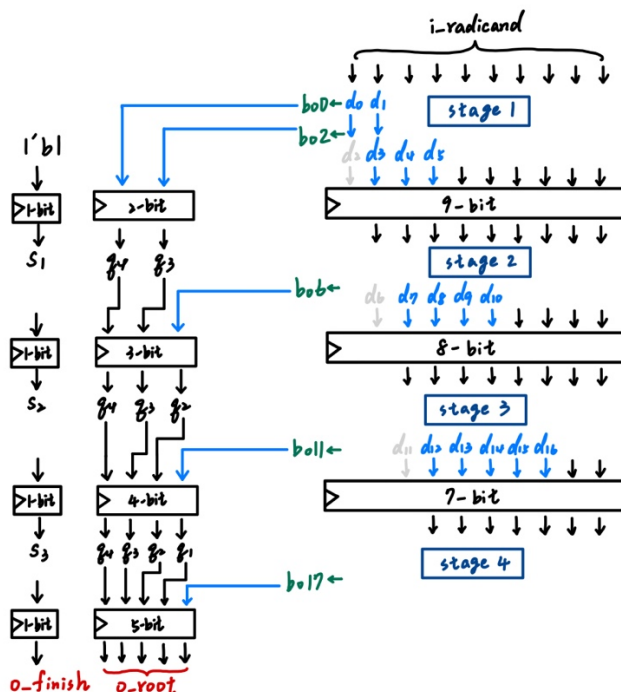 i_radicand
bo0← d0 d1
stage 1
bo2←
d2 d3 d4 d5
1'b1
1-bit 2-bit 9-bit
s1 q4 q3
stage 2
bo6←
d6 d7 d8 d9 d10
1-bit 3-bit 8-bit
s2 q4 q3 q2
stage 3
bo11←
d11 d12 d13 d14 d15 d16
1-bit 4-bit 7-bit
s3 q4 q3 q2 q1
stage 4
bo17←
1-bit 5-bit
o_finish o_root